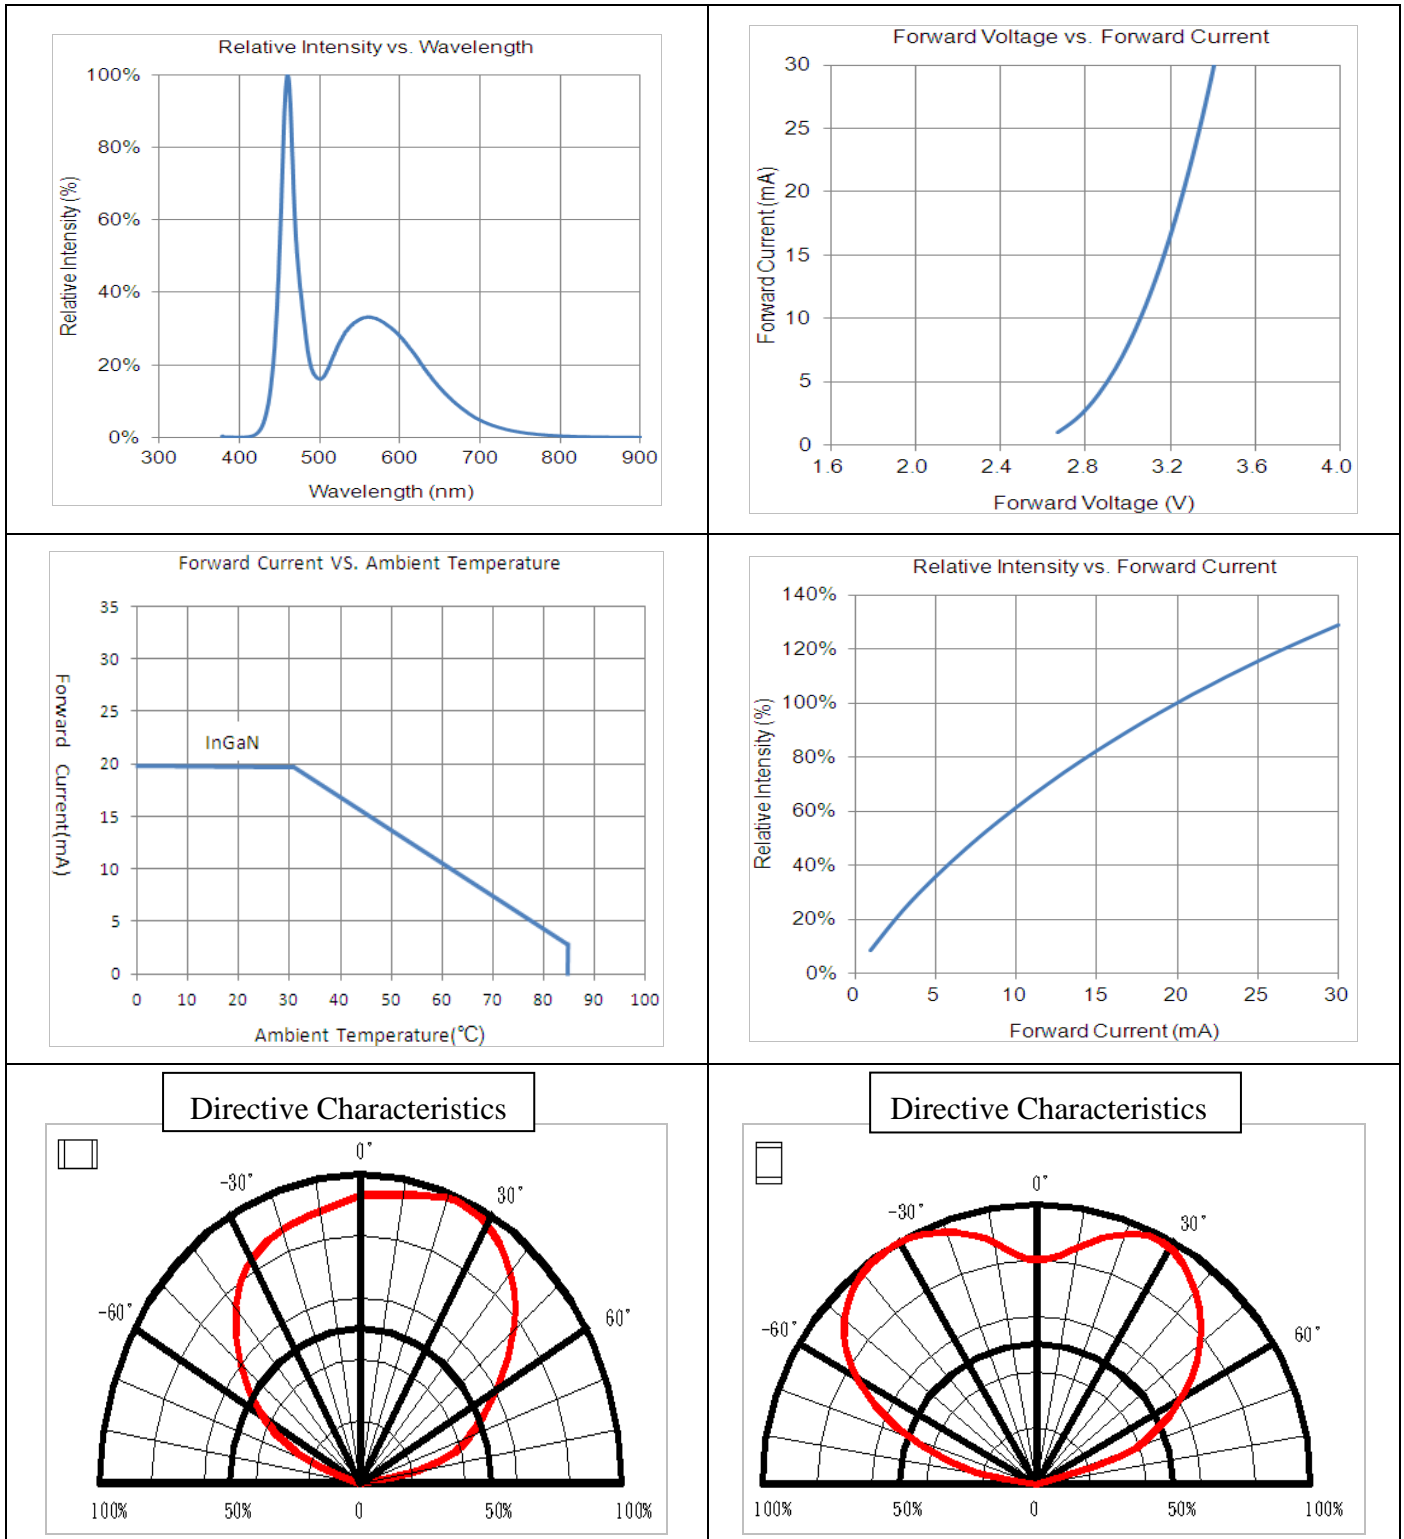 Relative Intensity vs. Wavelength
100%
80%
60%
40%
20%
0%
Relative Intensity (%)
300 400 500 600 700 800 900
Wavelength (nm)
Forward Voltage vs. Forward Current
30
25
20
15
10
5
0
Forward Current (mA)
1.6 2.0 2.4 2.8 3.2 3.6 4.0
Forward Voltage (V)
Forward Current VS. Ambient Temperature
35
30
25
20
15
10
5
0
Forward Current(mA)
InGaN
0 10 20 30 40 50 60 70 80 90 100
Ambient Temperature(℃)
Relative Intensity vs. Forward Current
140%
120%
100%
80%
60%
40%
20%
0%
Relative Intensity (%)
0 5 10 15 20 25 30
Forward Current (mA)
Directive Characteristics
0°
-30° 30°
-60° 60°
100% 50% 0 50% 100%
Directive Characteristics
0°
-30° 30°
-60° 60°
100% 50% 0 50% 100%